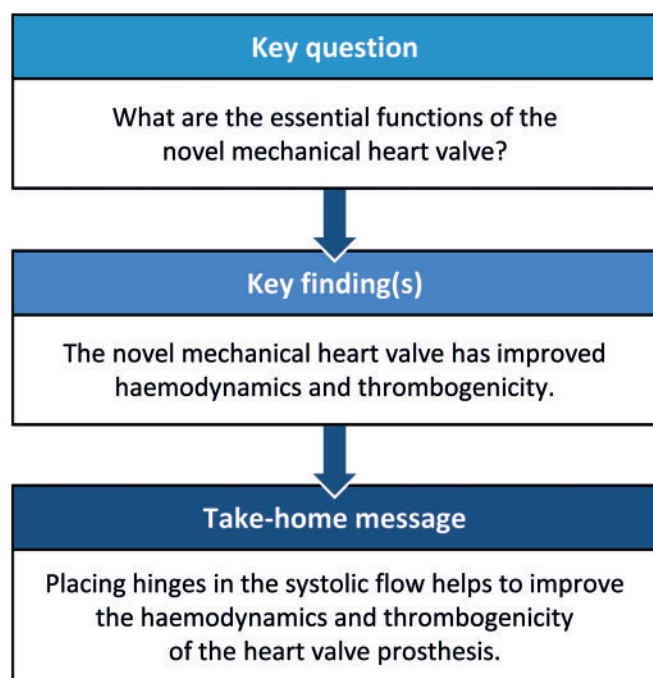 Key question
What are the essential functions of the
novel mechanical heart valve?
Key finding(s)
The novel mechanical heart valve has improved
haemodynamics and thrombogenicity.
Take-home message
Placing hinges in the systolic flow helps to improve
the haemodynamics and thrombogenicity
of the heart valve prosthesis.